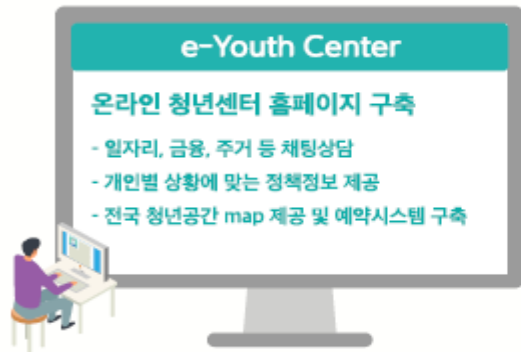 e-Youth Center
온라인 청년센터 홈페이지 구축
- 일자리, 금융, 주거 등 채팅상담
- 개인별 상황에 맞는 정책정보 제공
- 전국 청년공간 map 제공 및 예약시스템 구축